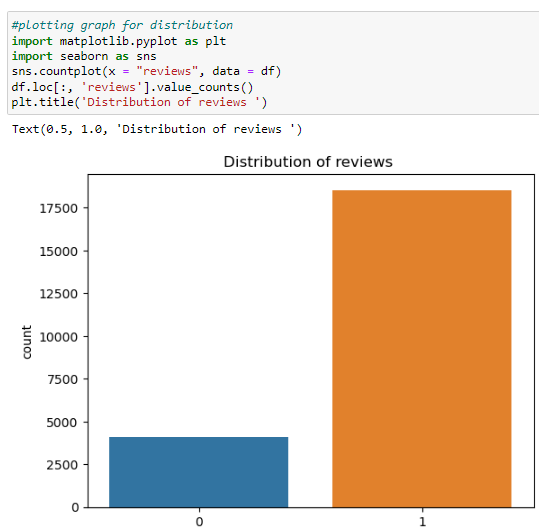 #plotting graph for distribution
import matplotlib.pyplot as plt
import seaborn as sns
sns.countplot(x = "reviews", data = df)
df.loc[:, 'reviews'].value_counts()
plt.title('Distribution of reviews ')
Text(0.5, 1.0, 'Distribution of reviews ')
Distribution of reviews
17500
15000
12500
10000
7500
5000
2500
0
count
0 1